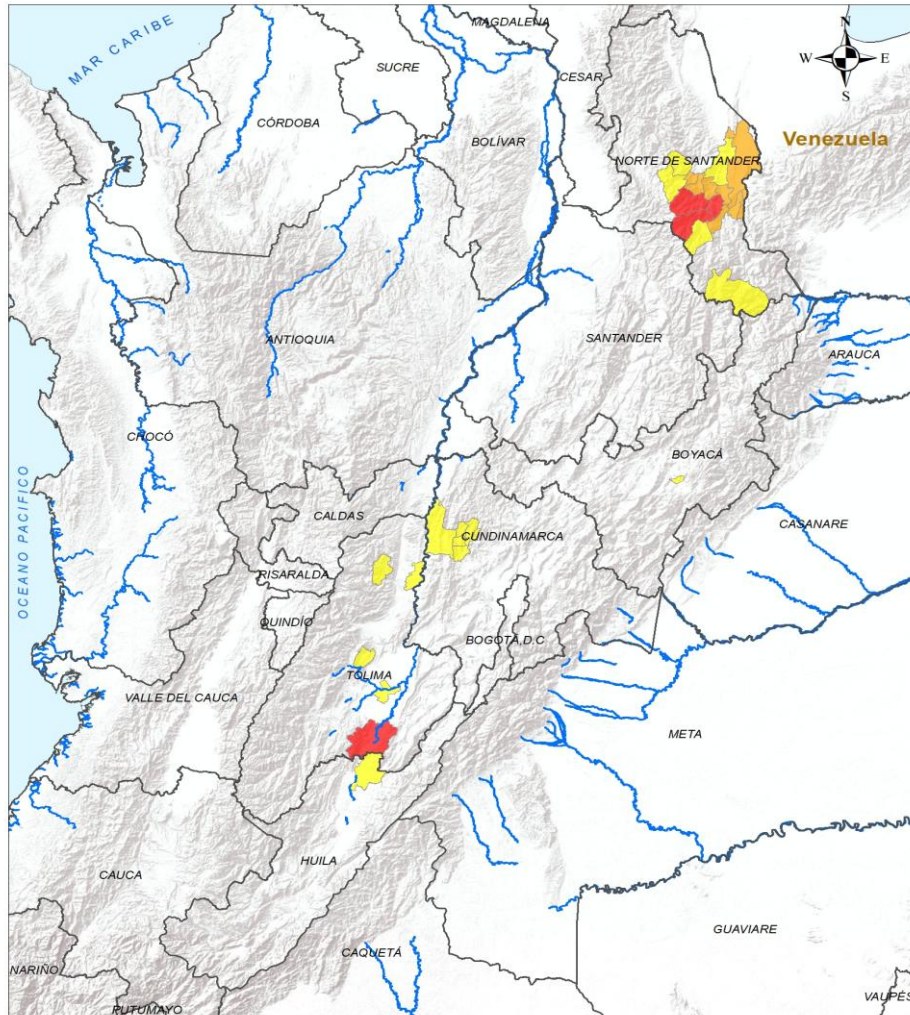 MAGDALENA
MAR CARIBE
N
W E
S
SUCRE
CESAR
CÓRDOBA
BOLÍVAR
Venezuela
NORTE DE SANTANDER
ANTIOQUIA
SANTANDER
ARAUCA
CHOCÓ
BOYACÁ
OCEANO PACIFICO
CALDAS
CUNDINAMARCA
CASANARE
RISARALDA
QUINDÍO
BOGOTÁ,D.C
TOLIMA
VALLE DEL CAUCA
META
HUILA
CAUCA
GUAVIARE
CAQUETÁ
NARIÑO
PUTUMAYO
VAUPÉS